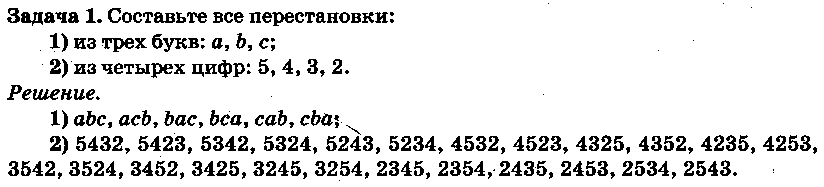 Задача 1. Составьте все перестановки:
1) из трех букв: a, b, c;
2) из четырех цифр: 5, 4, 3, 2.
Решение.
1) abc, acb, bac, bca, cab, cba;
2) 5432, 5423, 5342, 5324, 5243, 5234, 4532, 4523, 4325, 4352, 4235, 4253,
3542, 3524, 3452, 3425, 3245, 3254, 2345, 2354, 2435, 2453, 2534, 2543.